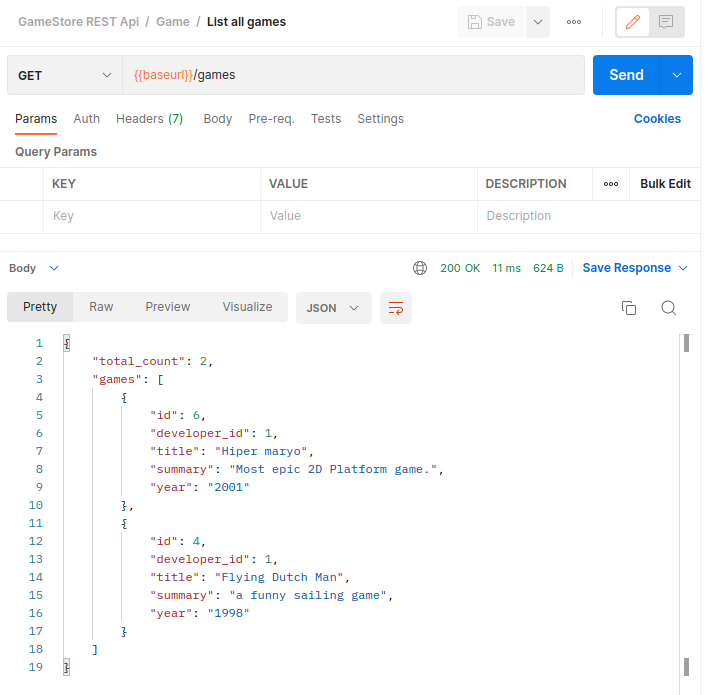 GameStore REST Api / Game / List all games
Save
GET {{baseurl}}/games Send
Params Auth Headers (7) Body Pre-req. Tests Settings Cookies
Query Params
KEY VALUE DESCRIPTION Bulk Edit
Key Value Description
Body 200 OK 11 ms 624 B Save Response
Pretty Raw Preview Visualize JSON
1 {
2 "total_count": 2,
3 "games": [
4 {
5 "id": 6,
6 "developer_id": 1,
7 "title": "Hiper maryo",
8 "summary": "Most epic 2D Platform game.",
9 "year": "2001"
10 },
11 {
12 "id": 4,
13 "developer_id": 1,
14 "title": "Flying Dutch Man",
15 "summary": "a funny sailing game",
16 "year": "1998"
17 }
18 ]
19 }